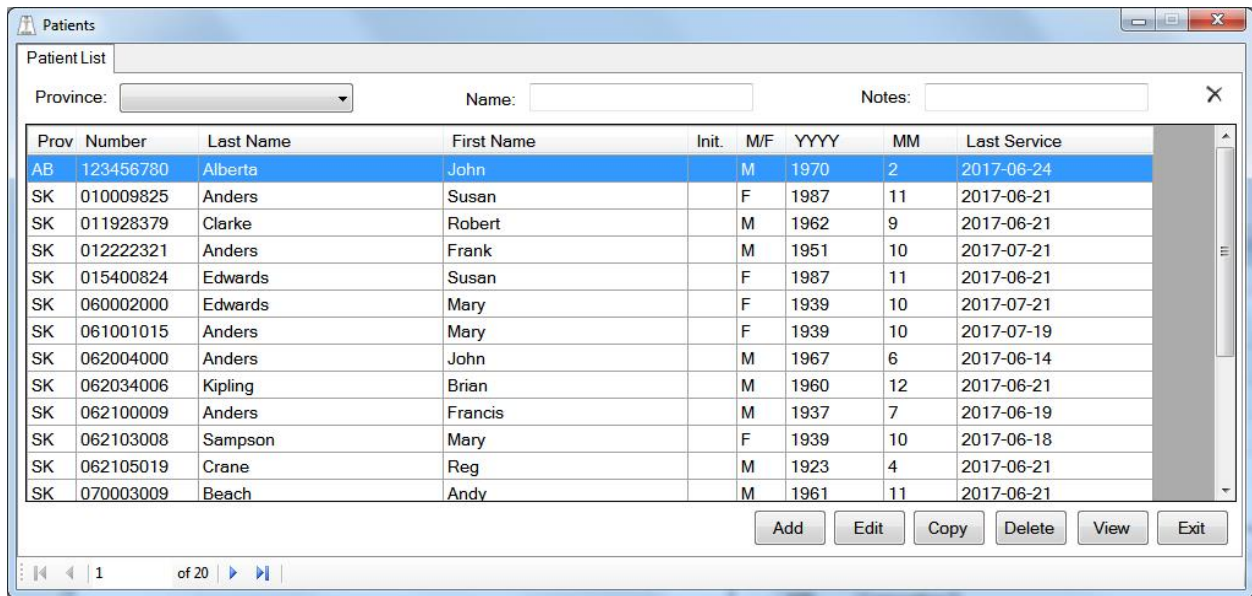 Patients
Patient List
Province: Name: Notes:
Prov Number Last Name First Name Init. M/F YYYY MM Last Service
AB 123456780 Alberta John M 1970 2 2017-06-24
SK 010009825 Anders Susan F 1987 11 2017-06-21
SK 011928379 Clarke Robert M 1962 9 2017-06-21
SK 012222321 Anders Frank M 1951 10 2017-07-21
SK 015400824 Edwards Susan F 1987 11 2017-06-21
SK 060002000 Edwards Mary F 1939 10 2017-07-21
SK 061001015 Anders Mary F 1939 10 2017-07-19
SK 062004000 Anders John M 1967 6 2017-06-14
SK 062034006 Kipling Brian M 1960 12 2017-06-21
SK 062100009 Anders Francis M 1937 7 2017-06-19
SK 062103008 Sampson Mary F 1939 10 2017-06-18
SK 062105019 Crane Reg M 1923 4 2017-06-21
SK 070003009 Beach Andy M 1961 11 2017-06-21
Add Edit Copy Delete View Exit
1 of 20